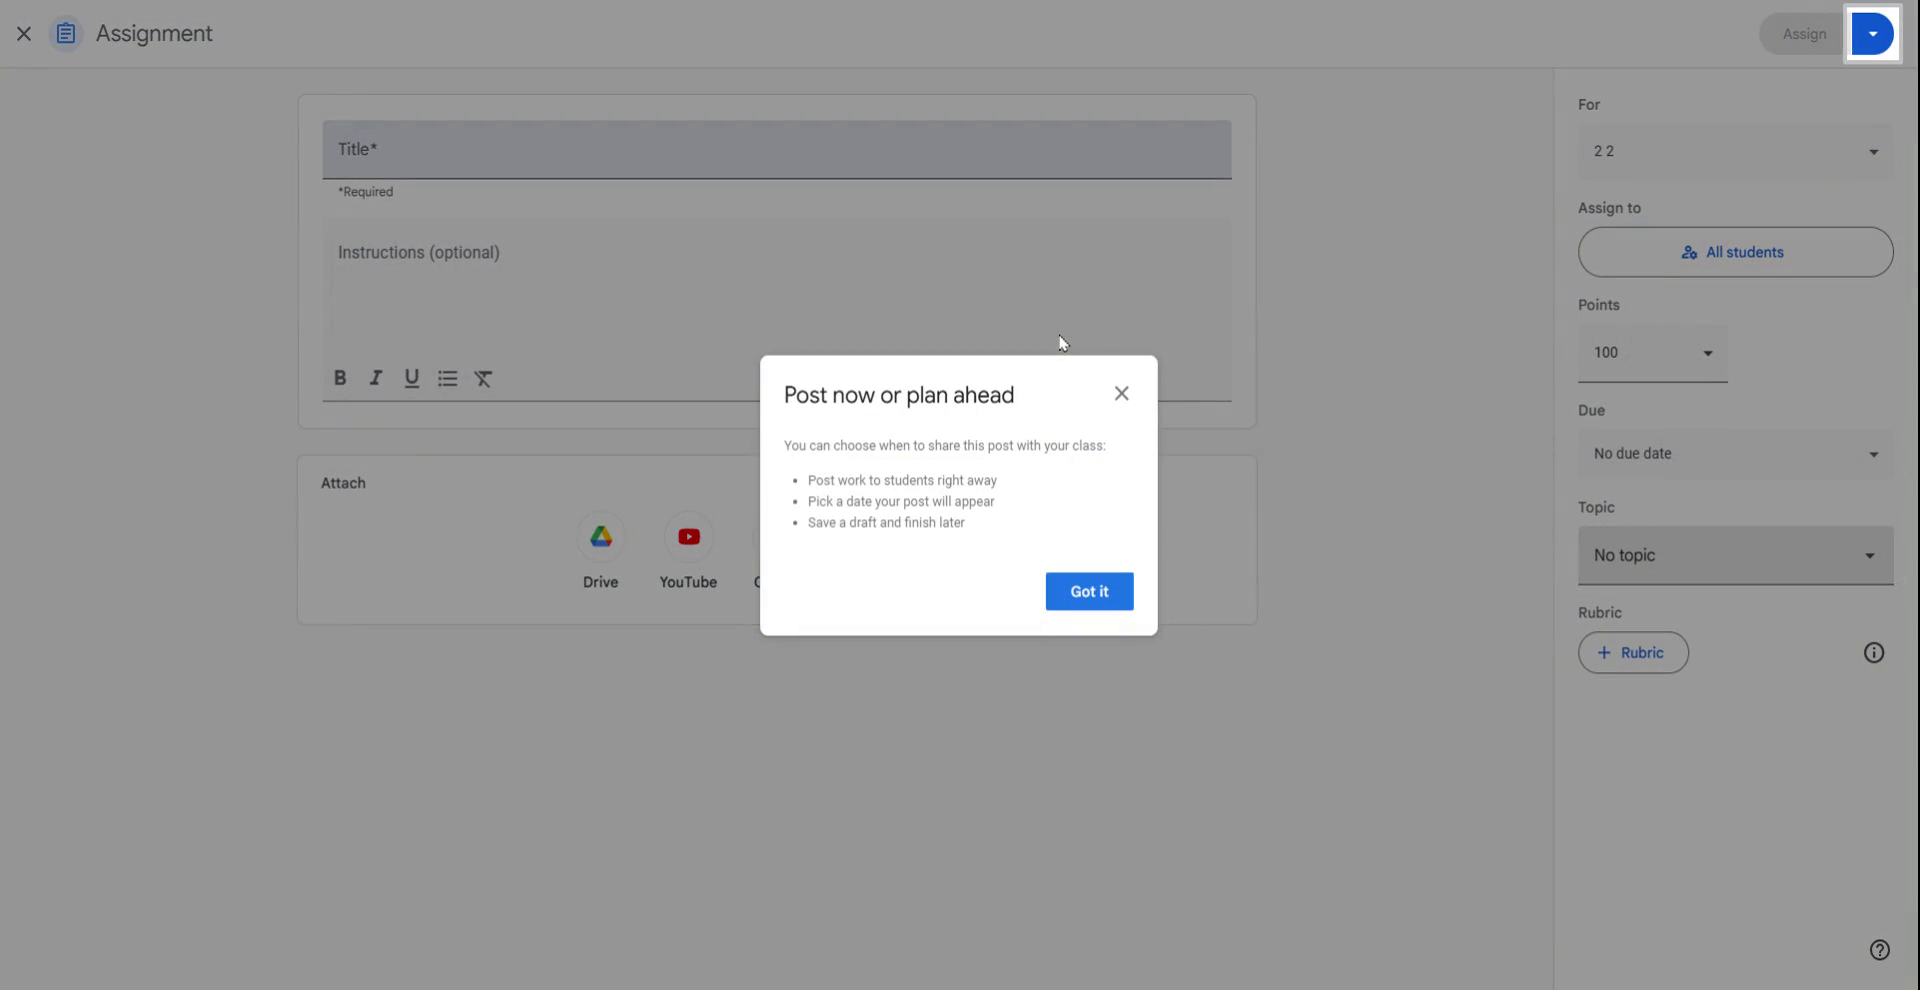 Assignment
Assign
For
Title*
2 2
*Required
Assign to
Instructions (optional)
All students
Points
100
B I U
Post now or plan ahead
Due
You can choose when to share this post with your class:
No due date
Attach
• Post work to students right away
• Pick a date your post will appear
• Save a draft and finish later
Topic
No topic
Drive
YouTube
Got it
Rubric
+ Rubric